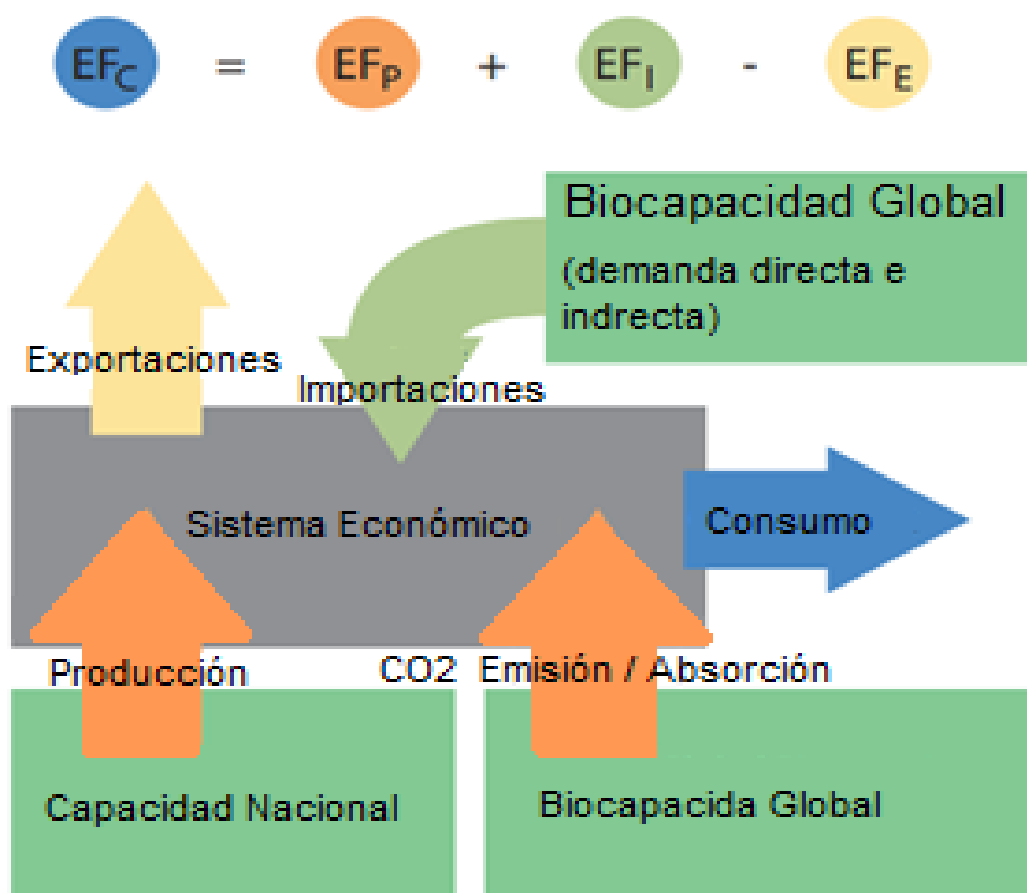 EFC = EFP + EFI - EFE
Biocapacidad Global
(demanda directa e
indrecta)
Exportaciones
Importaciones
Sistema Económico
Consumo
Producción
CO2 Emisión / Absorción
Capacidad Nacional
Biocapacida Global